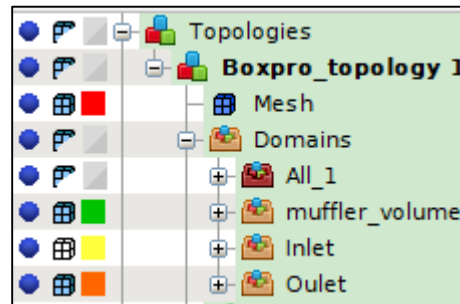 Topologies
Boxpro_topology 1
Mesh
Domains
All_1
muffler_volume
Inlet
Oulet